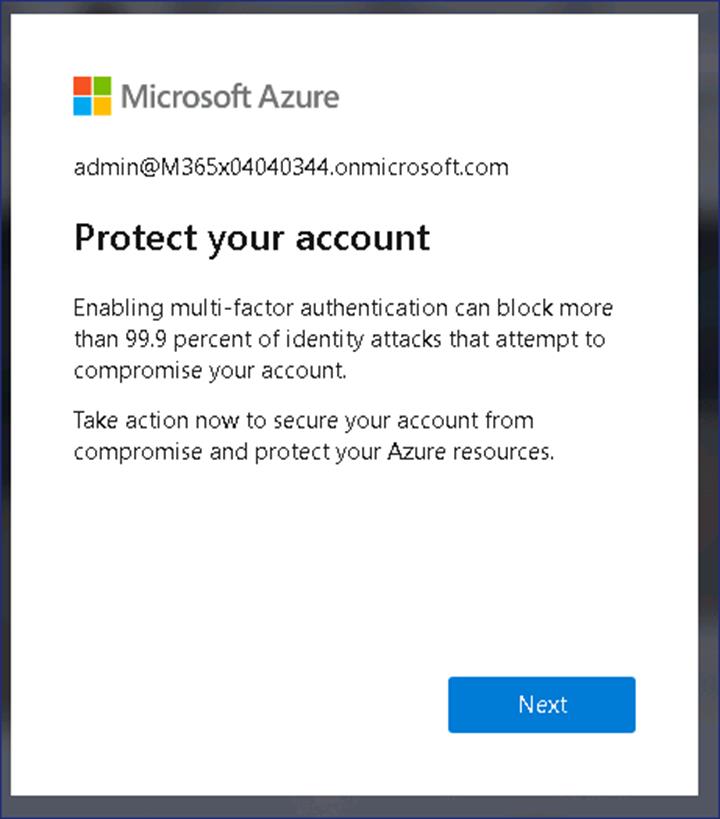 Microsoft Azure
admin@M365x04040344.onmicrosoft.com
Protect your account
Enabling multi-factor authentication can block more
than 99.9 percent of identity attacks that attempt to
compromise your account.
Take action now to secure your account from
compromise and protect your Azure resources.
Next